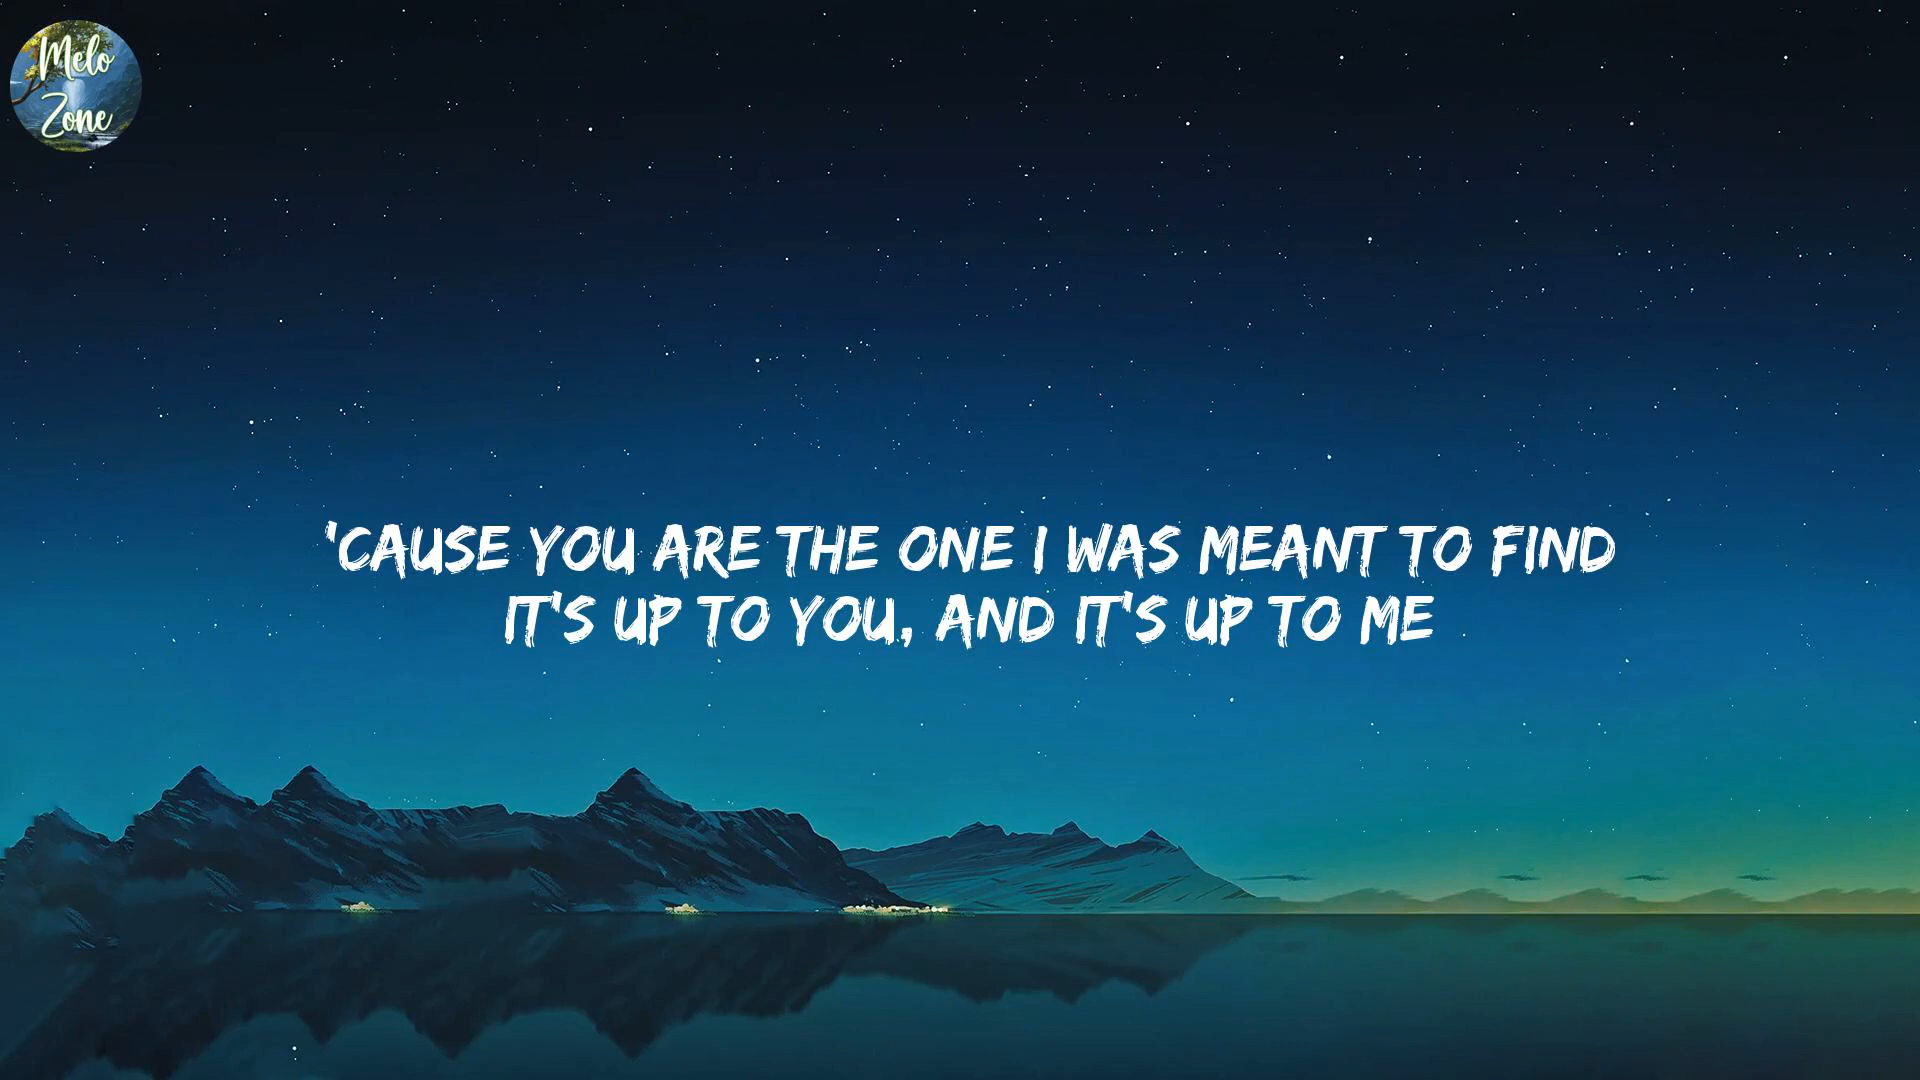 Melo
Zone
'CAUSE YOU ARE THE ONE I WAS MEANT TO FIND
IT'S UP TO YOU, AND IT'S UP TO ME